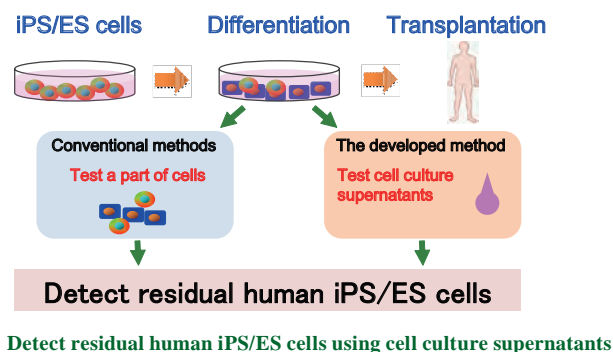 iPS/ES cells
Differentiation
Transplantation
Conventional methods
Test a part of cells
The developed method
Test cell culture
supernatants
Detect residual human iPS/ES cells
Detect residual human iPS/ES cells using cell culture supernatants